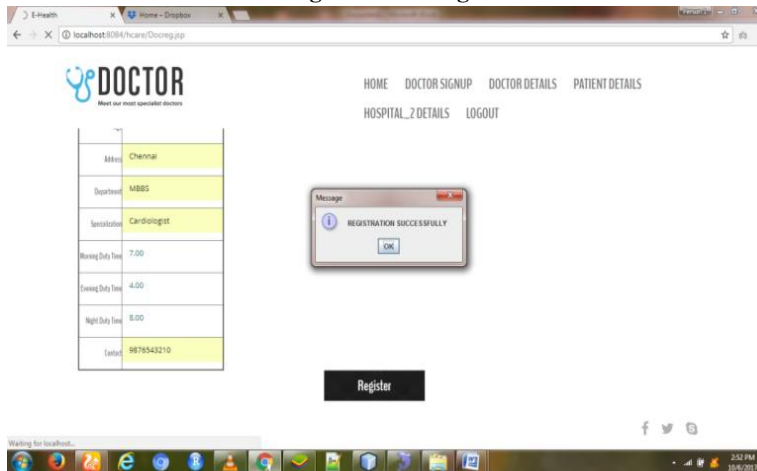 E-Health
Home - Dropbox
localhost:8084/hcare/Docreg.jsp
DOCTOR
Meet our most specialist doctors
HOME DOCTOR SIGNUP DOCTOR DETAILS PATIENT DETAILS
HOSPITAL_2 DETAILS LOGOUT
Address Chennai
Department MBBS
Specialization Cardiologist
Morning Duty Time 7.00
Evening Duty Time 4.00
Night Duty Time 8.00
Contact 9876543210
Message
REGISTRATION SUCCESSFULLY
OK
Register
Waiting for localhost...
2:52 PM
10/6/2017